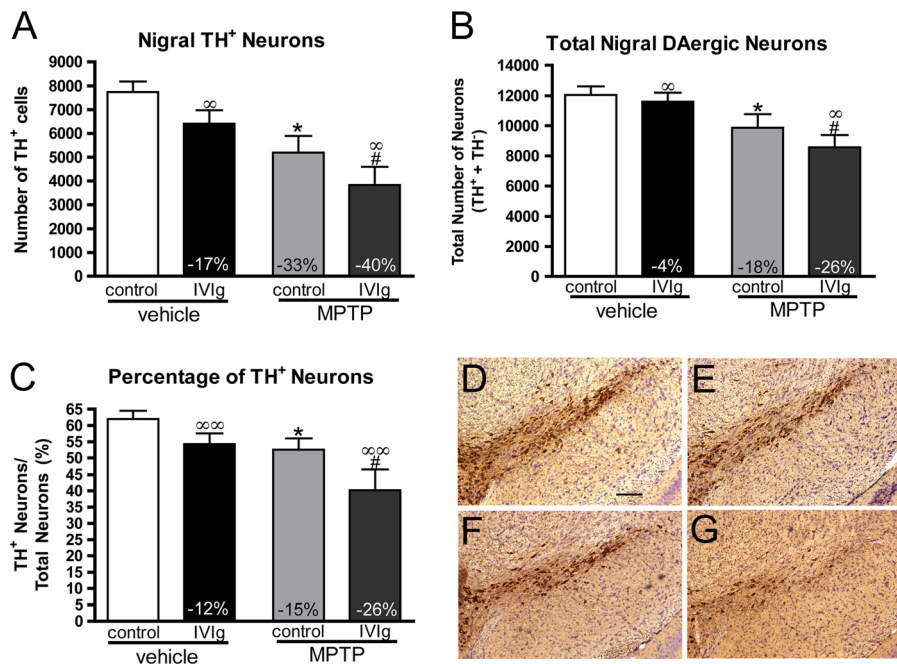 A
Nigral TH⁺ Neurons
Number of TH⁺ cells
9000
8000
7000
6000
5000
4000
3000
2000
1000
0
∞
*
∞
#
-17%
-33%
-40%
control IVIg control IVIg
vehicle MPTP
B
Total Nigral DAergic Neurons
Total Number of Neurons
(TH⁺ + TH⁻)
14000
12000
10000
8000
6000
4000
2000
0
∞
*
∞
#
-4%
-18%
-26%
control IVIg control IVIg
vehicle MPTP
C
Percentage of TH⁺ Neurons
TH⁺ Neurons/
Total Neurons (%)
65
60
55
50
45
40
35
30
25
20
15
10
5
0
∞∞
*
∞∞
#
-12%
-15%
-26%
control IVIg control IVIg
vehicle MPTP
D
E
F
G